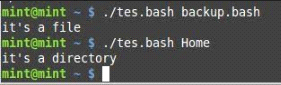 mint@mint ~ $ ./tes.bash backup.bash
it's a file
mint@mint ~ $ ./tes.bash Home
it's a directory
mint@mint ~ $